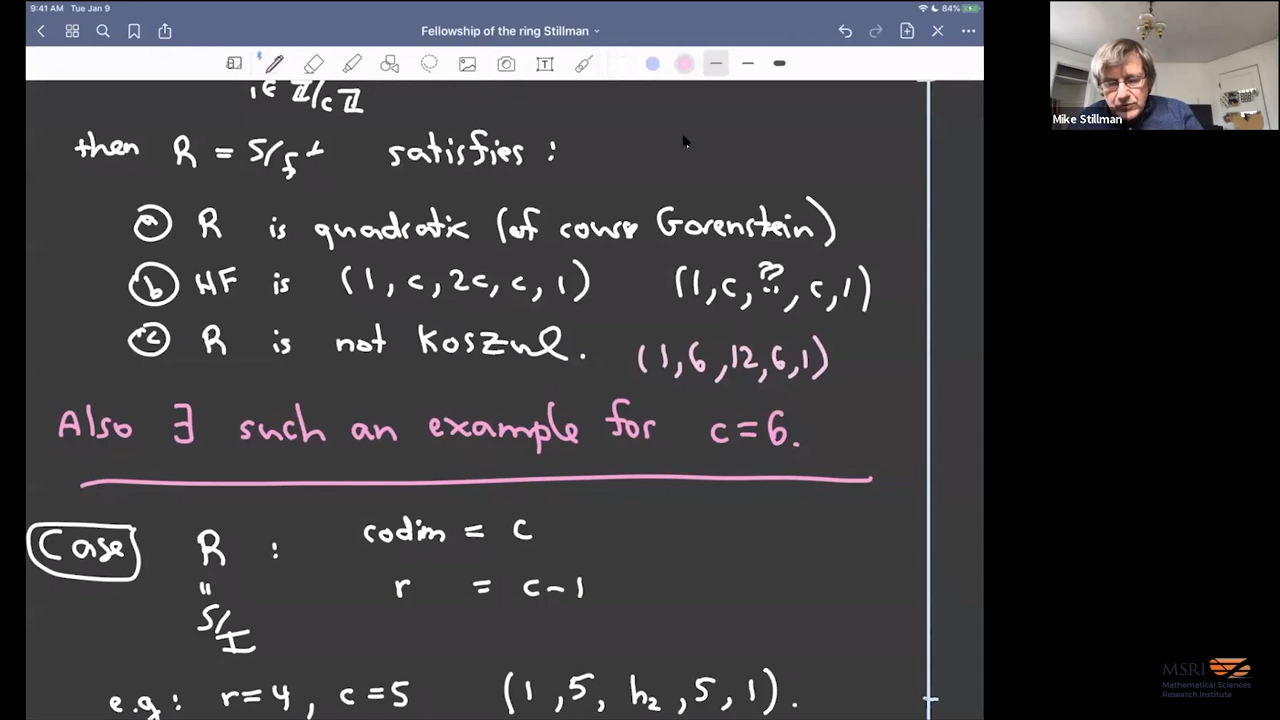 9:41 AM Tue Jan 9
84%
Fellowship of the ring Stillman
i ∈ ℤ/cℤ
then R = S/f⊥ satisfies :
(a) R is quadratic (of course Gorenstein)
(b) HF is (1, c, 2c, c, 1) (1, c, ??, c, 1)
(c) R is not Koszul. (1, 6, 12, 6, 1)
Also ∃ such an example for c=6.
Case R : codim = c
" r = c-1
S/I
e.g: r=4, c=5 (1, 5, h₂, 5, 1).
Mike Stillman
MSRI
Mathematical Sciences
Research Institute